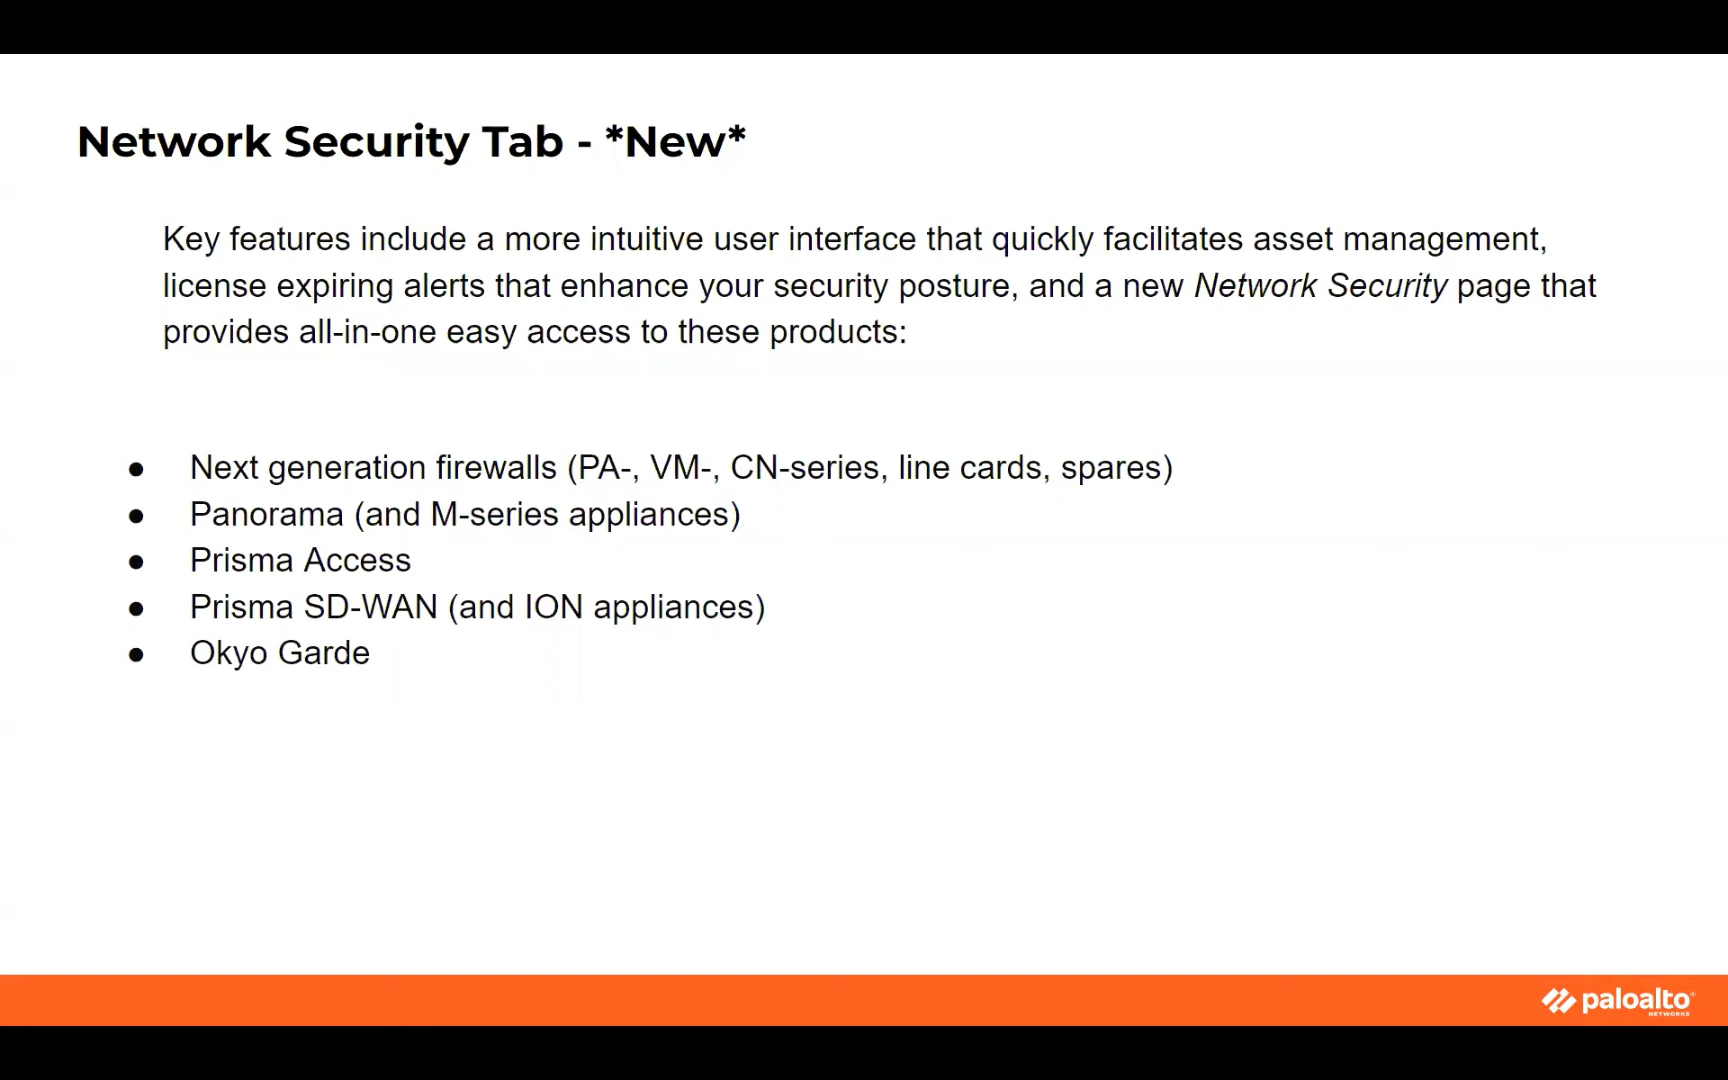 Network Security Tab - *New*
Key features include a more intuitive user interface that quickly facilitates asset management,
license expiring alerts that enhance your security posture, and a new Network Security page that
provides all-in-one easy access to these products:
● Next generation firewalls (PA-, VM-, CN-series, line cards, spares)
● Panorama (and M-series appliances)
● Prisma Access
● Prisma SD-WAN (and ION appliances)
● Okyo Garde
paloalto
NETWORKS